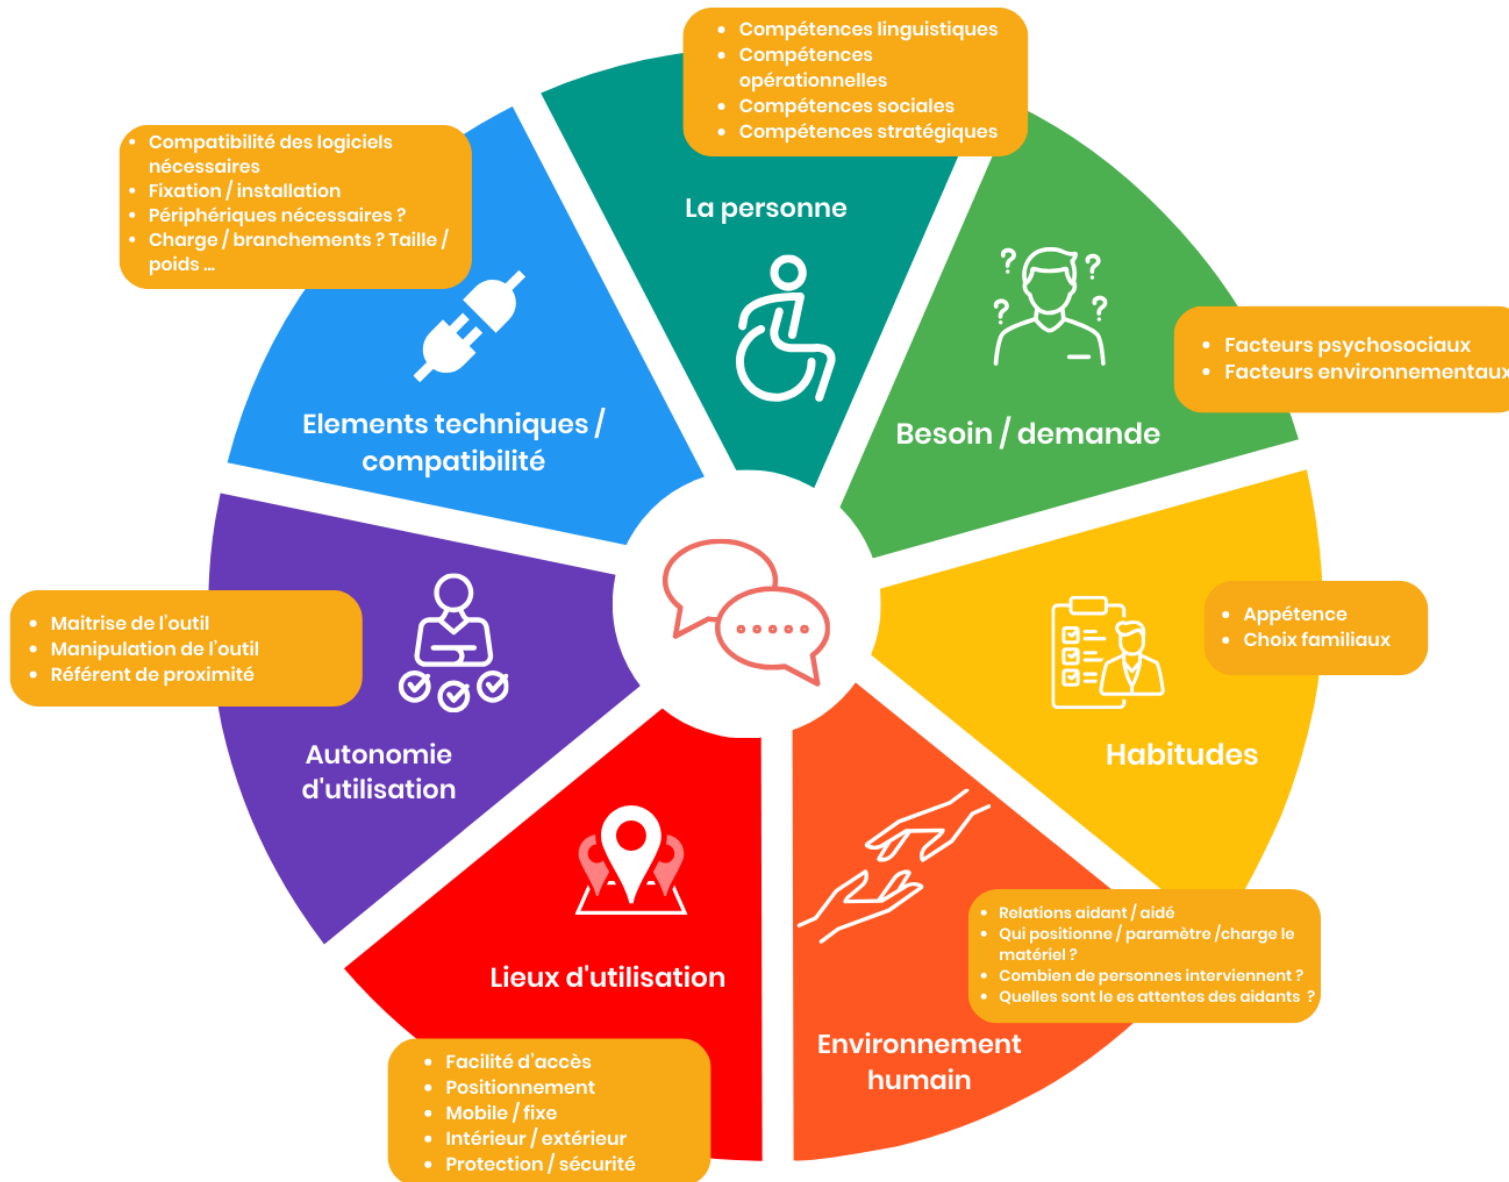 • Compétences linguistiques
• Compétences
opérationnelles
• Compétences sociales
• Compétences stratégiques
La personne
Besoin / demande
• Facteurs psychosociaux
• Facteurs environnementaux
• Appétence
• Choix familiaux
Habitudes
• Relations aidant / aidé
• Qui positionne / paramètre /charge le
matériel ?
• Combien de personnes interviennent ?
• Quelles sont le es attentes des aidants ?
Environnement
humain
Lieux d'utilisation
• Facilité d'accès
• Positionnement
• Mobile / fixe
• Intérieur / extérieur
• Protection / sécurité
• Maitrise de l'outil
• Manipulation de l'outil
• Référent de proximité
Autonomie
d'utilisation
• Compatibilité des logiciels
nécessaires
• Fixation / installation
• Périphériques nécessaires ?
• Charge / branchements ? Taille /
poids ...
Elements techniques /
compatibilité